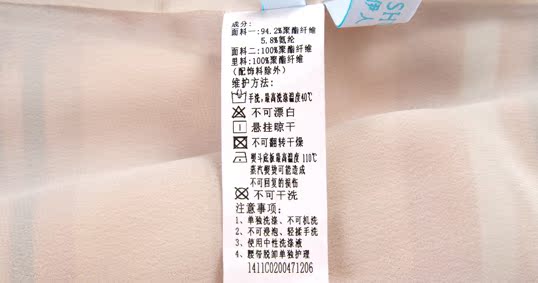 SH
成分:
面料一:94.2%聚酯纤维
5.8%氨纶
面料二:100%聚酯纤维
里料:100%聚酯纤维
(配饰料除外)
维护方法:
手洗,最高洗涤温度40℃
不可漂白
悬挂晾干
不可翻转干燥
熨斗底板最高温度 110℃
蒸汽熨烫可能造成
不可回复的损伤
不可干洗
注意事项:
1、单独洗涤、不可机洗
2、不可浸泡、轻揉手洗
3、使用中性洗涤液
4、腰带脱卸单独护理
1411C0200471206